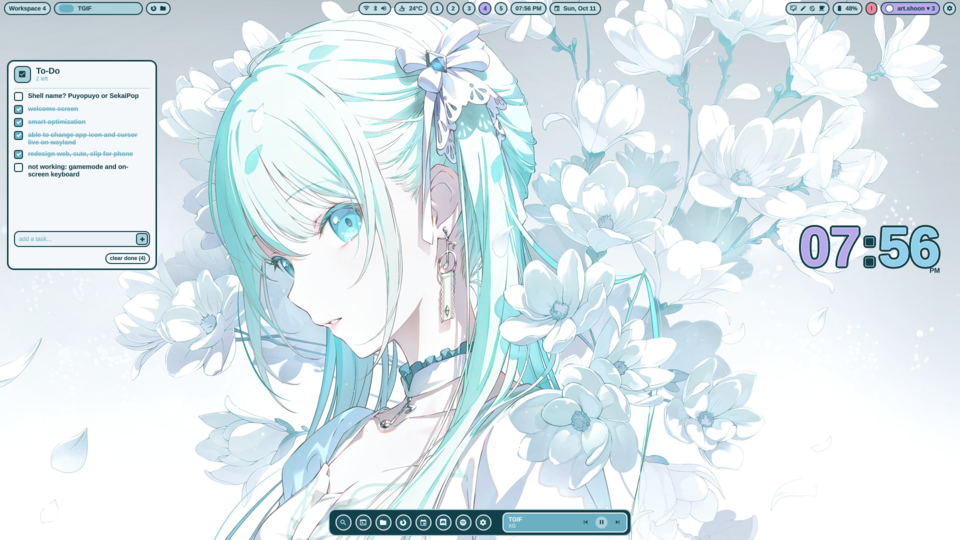 Workspace 4
TGIF
24°C
1
2
3
4
5
07:56 PM
Sun, Oct 11
48%
!
art.shoon ♥ 3
To-Do
2 left
Shell name? Puyopuyo or SekaiPop
welcome screen
smart optimization
able to change app icon and cursor
live on wayland
redesign web, cute, slip for phone
not working: gamemode and on-
screen keyboard
add a task...
+
clear done (4)
07:56
PM
TGIF
AG